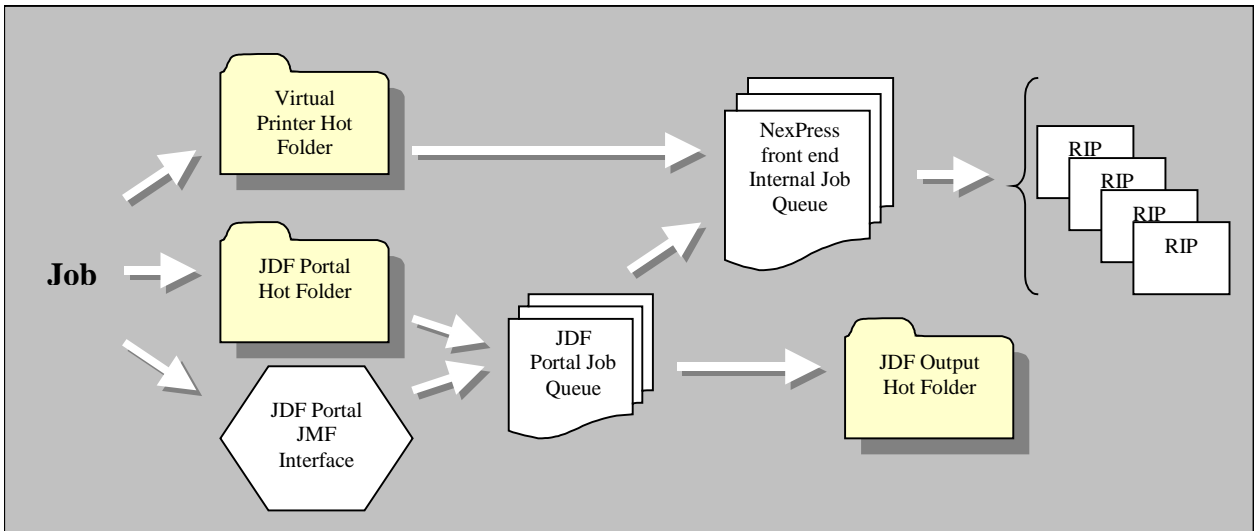 Virtual
Printer Hot
Folder
NexPress
front end
Internal Job
Queue
RIP
RIP
RIP
RIP
Job
JDF Portal
Hot Folder
JDF
Portal Job
Queue
JDF Output
Hot Folder
JDF Portal
JMF
Interface